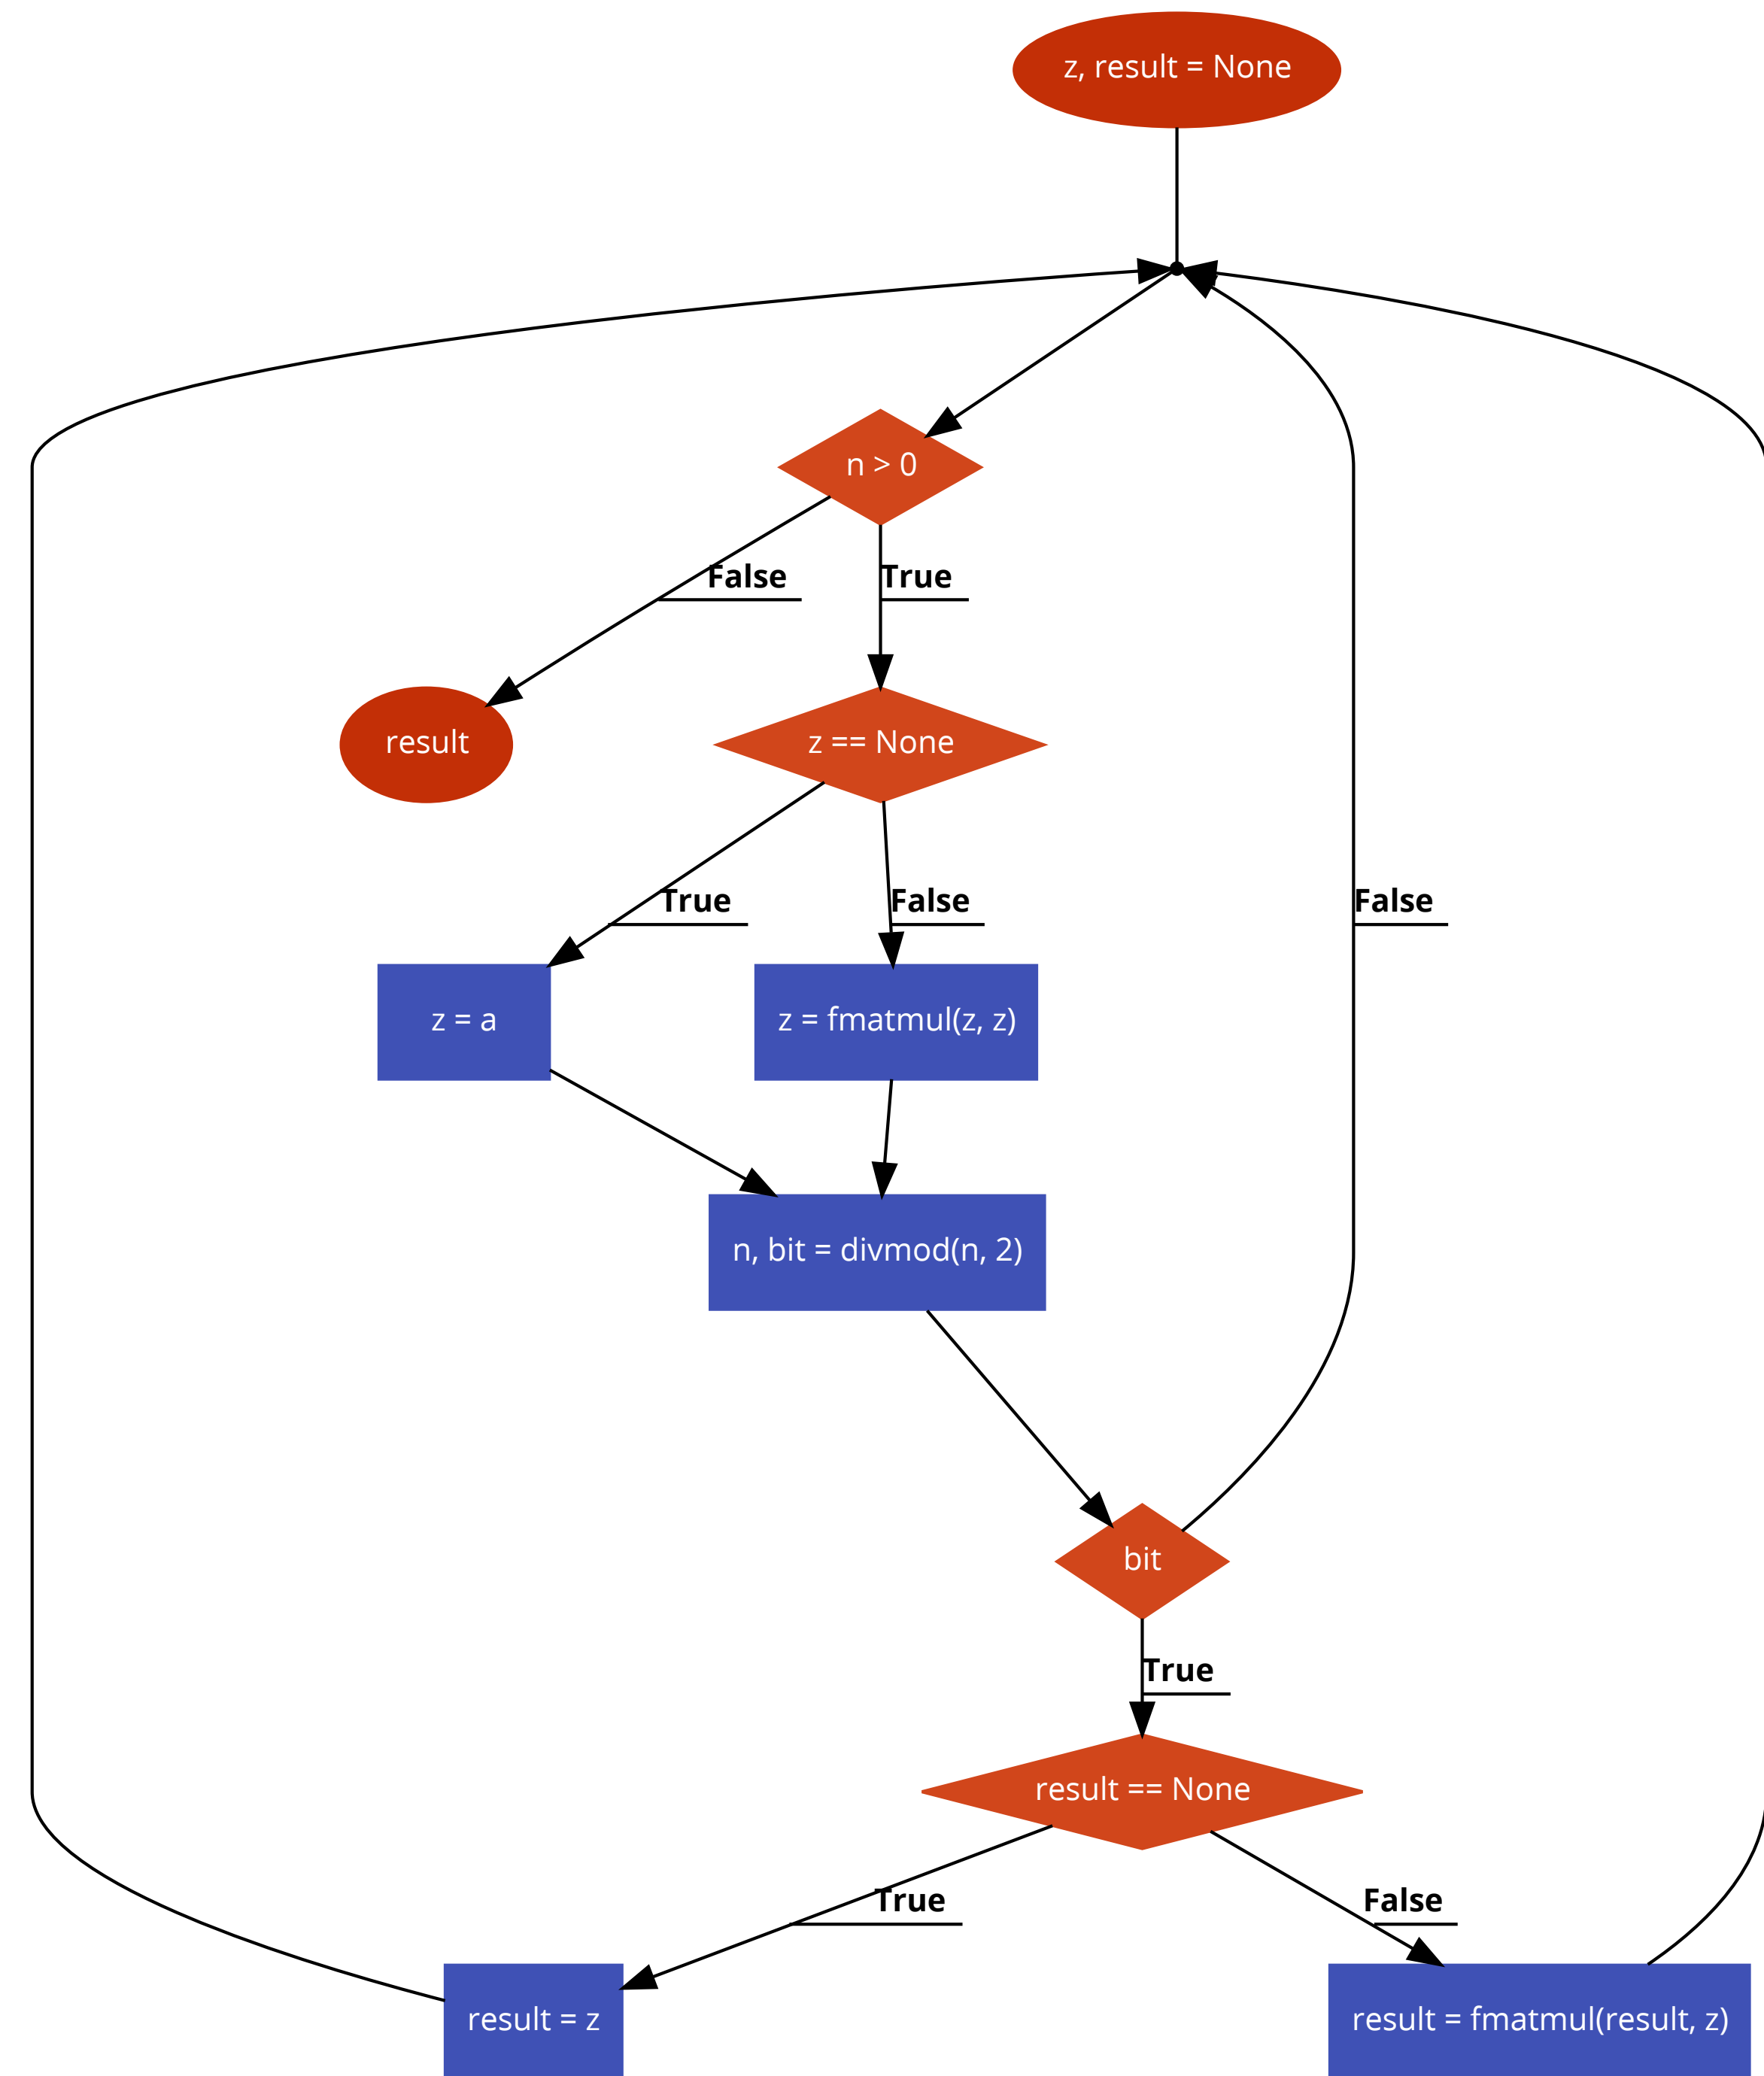 z, result = None
n > 0
False
True
result
z == None
True
False
False
z = a
z = fmatmul(z, z)
n, bit = divmod(n, 2)
bit
True
result == None
True
False
result = z
result = fmatmul(result, z)